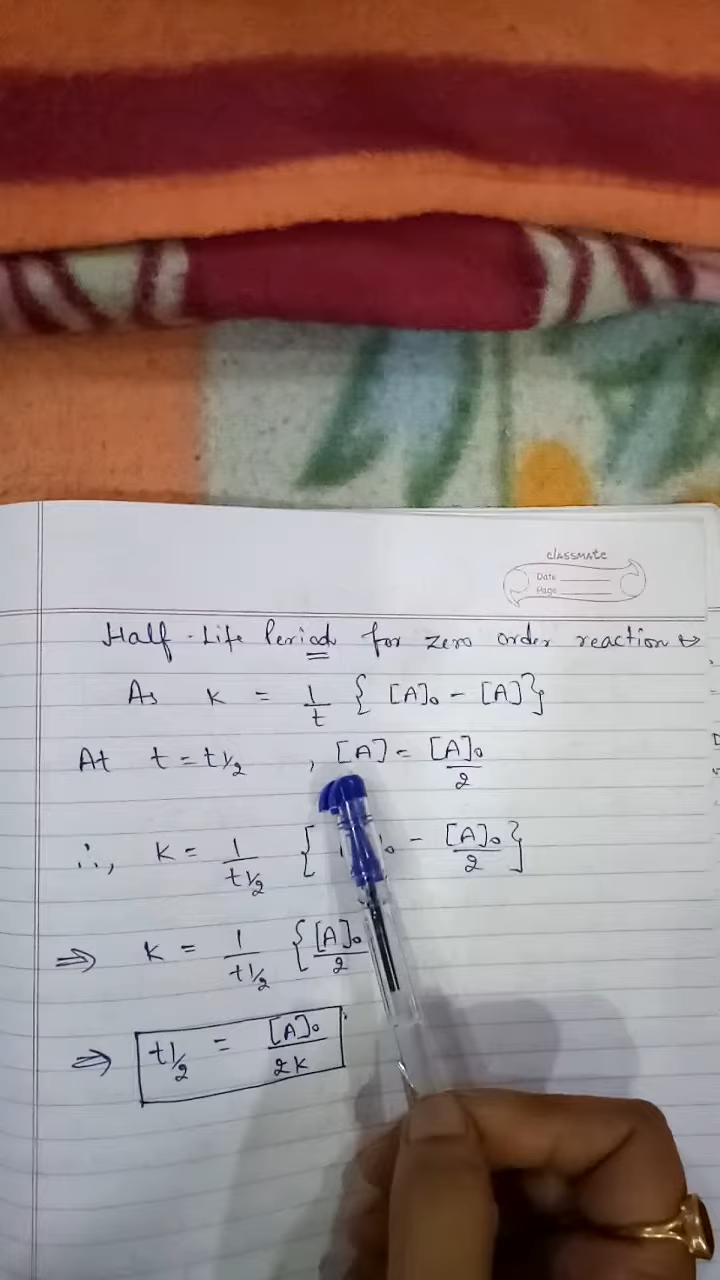 classmate
Date
Page
Half-Life Period for zero order reaction
As K = 1/t { [A]₀ - [A] }
At t = t½ , [A] = [A]₀/2
∴, K = 1/t½ { ₀ - [A]₀/2 }
⇒ K = 1/t½ { [A]₀/2
⇒ t½ = [A]₀/2K